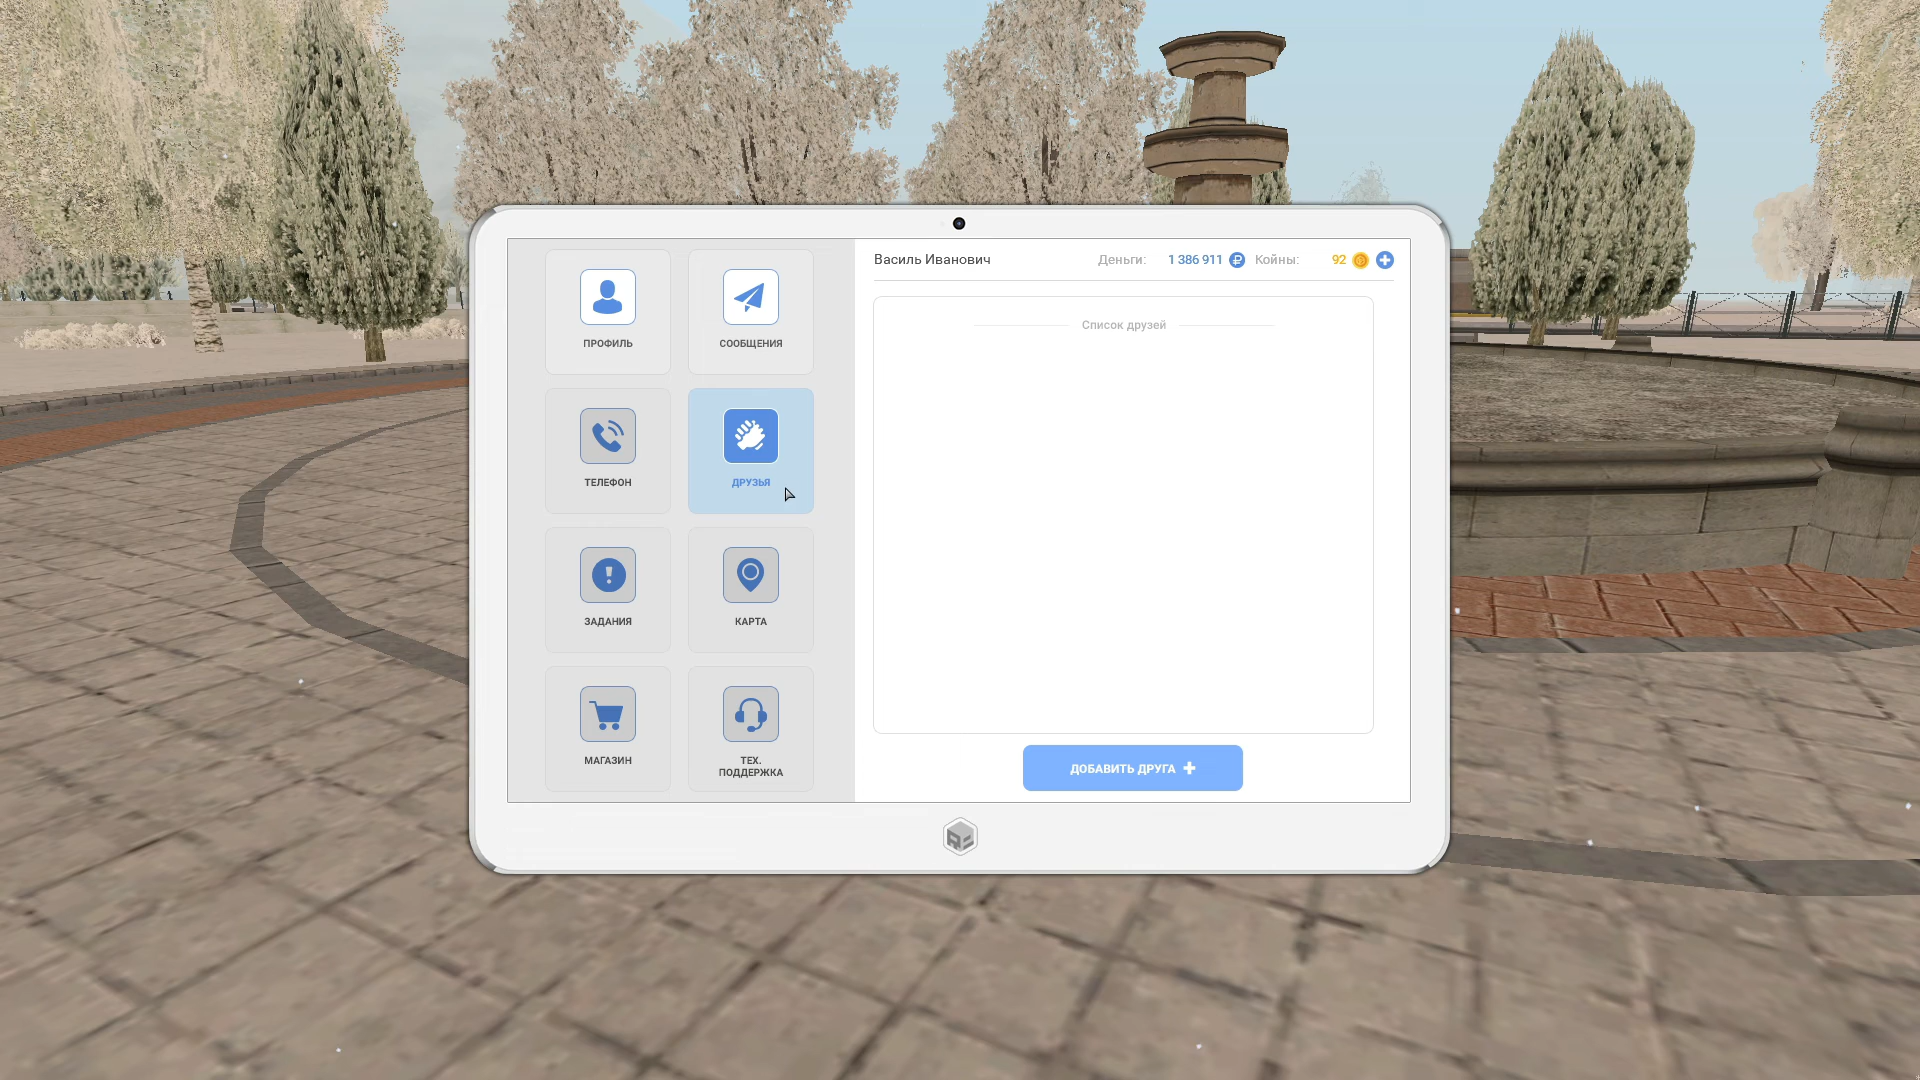 Василь Иванович
Деньги: 1 386 911
Койны: 92
ПРОФИЛЬ
СООБЩЕНИЯ
ТЕЛЕФОН
ДРУЗЬЯ
ЗАДАНИЯ
КАРТА
МАГАЗИН
ТЕХ.
ПОДДЕРЖКА
Список друзей
ДОБАВИТЬ ДРУГА